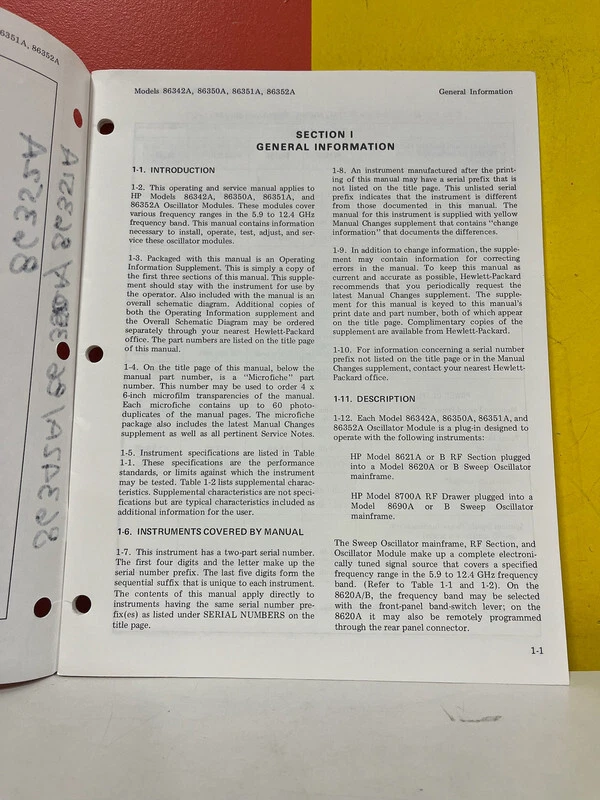 6351A, 86352A
8C325A
86342A/86350A/8C321A
Models 86342A, 86350A, 86351A, 86352A
General Information
SECTION I
GENERAL INFORMATION
1-1. INTRODUCTION
1-2. This operating and service manual applies to
HP Models 86342A, 86350A, 86351A, and
86352A Oscillator Modules. These modules cover
various frequency ranges in the 5.9 to 12.4 GHz
frequency band. This manual contains information
necessary to install, operate, test, adjust, and ser-
vice these oscillator modules.
1-3. Packaged with this manual is an Operating
Information Supplement. This is simply a copy of
the first three sections of this manual. This supple-
ment should stay with the instrument for use by
the operator. Also included with the manual is an
overall schematic diagram. Additional copies of
both the Operating Information supplement and
the Overall Schematic Diagram may be ordered
separately through your nearest Hewlett-Packard
office. The part numbers are listed on the title page
of this manual.
1-4. On the title page of this manual, below the
manual part number, is a "Microfiche" part
number. This number may be used to order 4 x
6-inch microfilm transparencies of the manual.
Each microfiche contains up to 60 photo-
duplicates of the manual pages. The microfiche
package also includes the latest Manual Changes
supplement as well as all pertinent Service Notes.
1-5. Instrument specifications are listed in Table
1-1. These specifications are the performance
standards, or limits against which the instrument
may be tested. Table 1-2 lists supplemental charac-
teristics. Supplemental characteristics are not speci-
fications but are typical characteristics included as
additional information for the user.
1-6. INSTRUMENTS COVERED BY MANUAL
1-7. This instrument has a two-part serial number.
The first four digits and the letter make up the
serial number prefix. The last five digits form the
sequential suffix that is unique to each instrument.
The contents of this manual apply directly to
instruments having the same serial number pre-
fix(es) as listed under SERIAL NUMBERS on the
title page.
1-8. An instrument manufactured after the print-
ing of this manual may have a serial prefix that is
not listed on the title page. This unlisted serial
prefix indicates that the instrument is different
from those documented in this manual. The
manual for this instrument is supplied with yellow
Manual Changes supplement that contains "change
information" that documents the differences.
1-9. In addition to change information, the supple-
ment may contain information for correcting
errors in the manual. To keep this manual as
current and accurate as possible, Hewlett-Packard
recommends that you periodically request the
latest Manual Changes supplement. The supple-
ment for this manual is keyed to this manual's
print date and part number, both of which appear
on the title page. Complimentary copies of the
supplement are available from Hewlett-Packard.
1-10. For information concerning a serial number
prefix not listed on the title page or in the Manual
Changes supplement, contact your nearest Hewlett-
Packard office.
1-11. DESCRIPTION
1-12. Each Model 86342A, 86350A, 86351A, and
86352A Oscillator Module is a plug-in designed to
operate with the following instruments:
HP Model 8621A or B RF Section plugged
into a Model 8620A or B Sweep Oscillator
mainframe.
HP Model 8700A RF Drawer plugged into a
Model 8690A or B Sweep Oscillator
mainframe.
The Sweep Oscillator mainframe, RF Section, and
Oscillator Module make up a complete electroni-
cally tuned signal source that covers a specified
frequency range in the 5.9 to 12.4 GHz frequency
band. (Refer to Table 1-1 and 1-2). On the
8620A/B, the frequency band may be selected
with the front-panel band-switch lever; on the
8620A it may also be remotely programmed
through the rear panel connector.
1-1